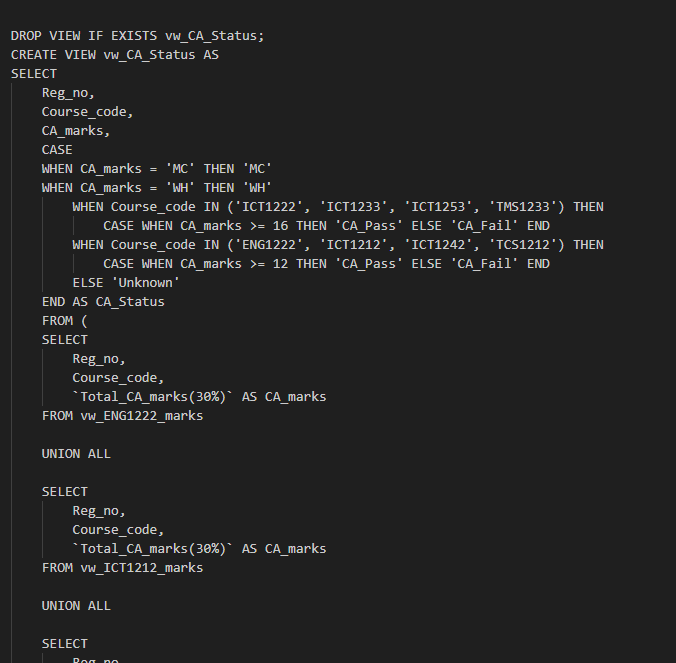 DROP VIEW IF EXISTS vw_CA_Status;
CREATE VIEW vw_CA_Status AS
SELECT
Reg_no,
Course_code,
CA_marks,
CASE
WHEN CA_marks = 'MC' THEN 'MC'
WHEN CA_marks = 'WH' THEN 'WH'
WHEN Course_code IN ('ICT1222', 'ICT1233', 'ICT1253', 'TMS1233') THEN
CASE WHEN CA_marks >= 16 THEN 'CA_Pass' ELSE 'CA_Fail' END
WHEN Course_code IN ('ENG1222', 'ICT1212', 'ICT1242', 'TCS1212') THEN
CASE WHEN CA_marks >= 12 THEN 'CA_Pass' ELSE 'CA_Fail' END
ELSE 'Unknown'
END AS CA_Status
FROM (
SELECT
Reg_no,
Course_code,
`Total_CA_marks(30%)` AS CA_marks
FROM vw_ENG1222_marks
UNION ALL
SELECT
Reg_no,
Course_code,
`Total_CA_marks(30%)` AS CA_marks
FROM vw_ICT1212_marks
UNION ALL
SELECT
Reg_no